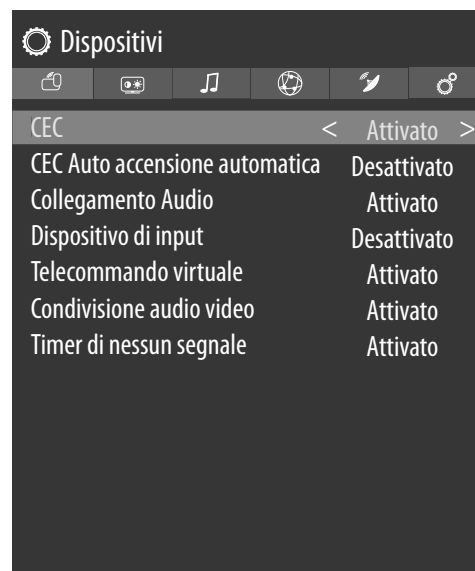 Dispositivi
CEC < Attivato >
CEC Auto accensione automatica Desattivato
Collegamento Audio Attivato
Dispositivo di input Desattivato
Telecommando virtuale Attivato
Condivisione audio video Attivato
Timer di nessun segnale Attivato